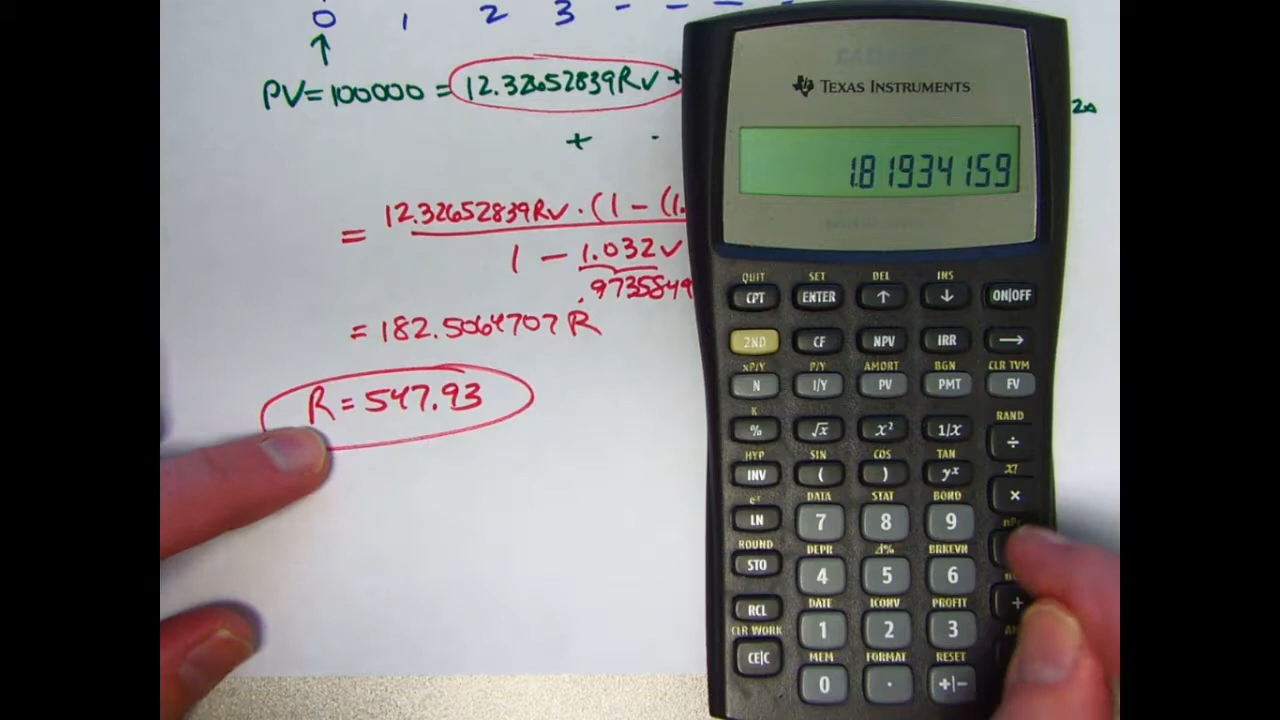 0 1 2 3 - - - - -
PV = 100000 = 12.32652839Rv +
20
+ .
= 12.32652839Rv · (1 - (1.
1 - 1.032v
.9735849
= 182.5064707 R
R = 547.93
TEXAS INSTRUMENTS
1.81934159
QUIT SET DEL INS
CPT ENTER ↑ ↓ ON|OFF
2ND CF NPV IRR →
xP/Y P/Y AMORT BGN CLR TVM
N I/Y PV PMT FV
K RAND
% √x x² 1/x ÷
HYP SIN COS TAN x!
INV ( ) yˣ ×
eˣ DATA STAT BOND nPr
LN 7 8 9
ROUND DEPR Δ% BRKEVN
STO 4 5 6
DATE ICONV PROFIT
RCL 1 2 3 +
CLR WORK MEM FORMAT RESET
CE|C 0 . +|-